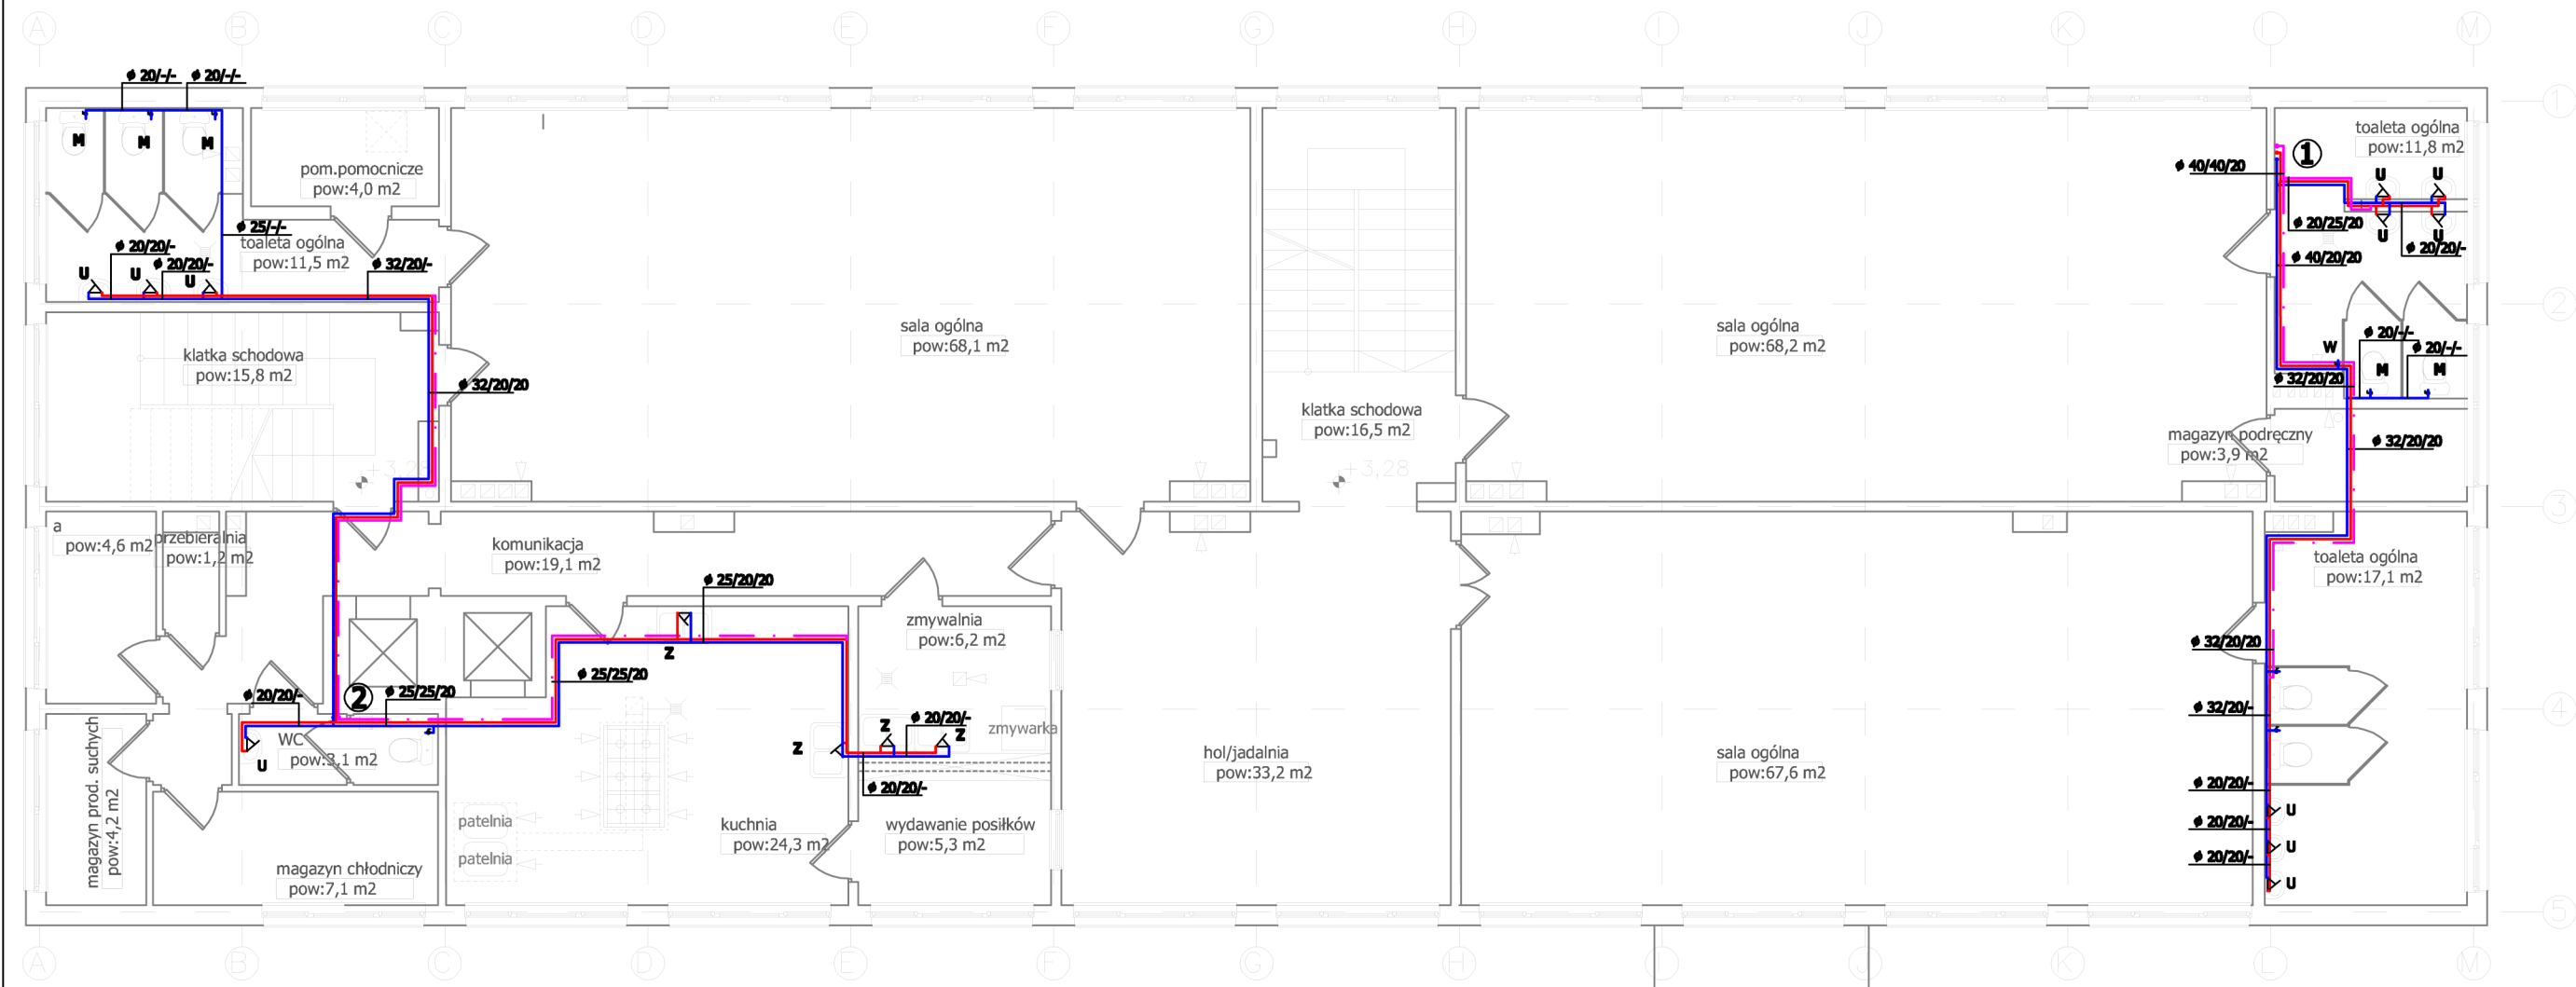 A B C D E F G H I J K L M
ø 20/-/- ø 20/-/-
1
M M M
pom.pomocnicze
pow:4,0 m2
ø 25/-/-
toaleta ogólna
pow:11,5 m2
ø 20/20/-
ø 20/20/-
ø 32/20/-
U U U
toaleta ogólna
pow:11,8 m2
1
ø 40/40/20
U U
ø 20/25/20
U U
ø 20/20/-
ø 40/20/20
2
klatka schodowa
pow:15,8 m2
ø 32/20/20
sala ogólna
pow:68,1 m2
sala ogólna
pow:68,2 m2
W
ø 20/-/-
ø 20/-/-
M M
ø 32/20/20
klatka schodowa
pow:16,5 m2
magazyn podręczny
pow:3,9 m2
ø 32/20/20
+3,28
+3,28
3
a
pow:4,6 m2
przebieralnia
pow:1,2 m2
komunikacja
pow:19,1 m2
ø 25/20/20
toaleta ogólna
pow:17,1 m2
zmywalnia
pow:6,2 m2
Z
ø 25/25/20
ø 32/20/20
ø 20/20/-
2
ø 25/25/20
ø 32/20/-
4
ø 20/20/-
Z Z Z
zmywarka
WC
pow:3,1 m2
U
magazyn prod. suchych
pow:4,2 m2
hol/jadalnia
pow:33,2 m2
sala ogólna
pow:67,6 m2
ø 20/20/-
ø 20/20/-
U
patelnia
kuchnia
pow:24,3 m2
wydawanie posiłków
pow:5,3 m2
ø 20/20/-
U
patelnia
ø 20/20/-
magazyn chłodniczy
pow:7,1 m2
U
5
A B C D E F G H I J K L M